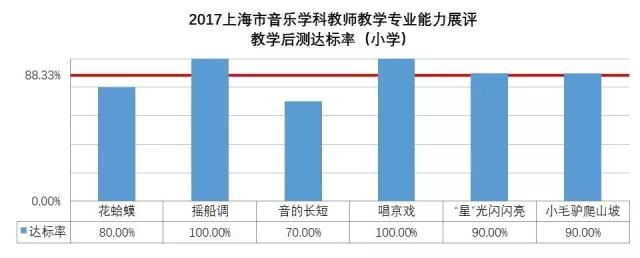 2017上海市音乐学科教师教学专业能力展评
教学后测达标率（小学）
88.33%
0.00%
花蛤蟆 摇船调 音的长短 唱京戏 “星”光闪闪亮 小毛驴爬山坡
达标率 80.00% 100.00% 70.00% 100.00% 90.00% 90.00%